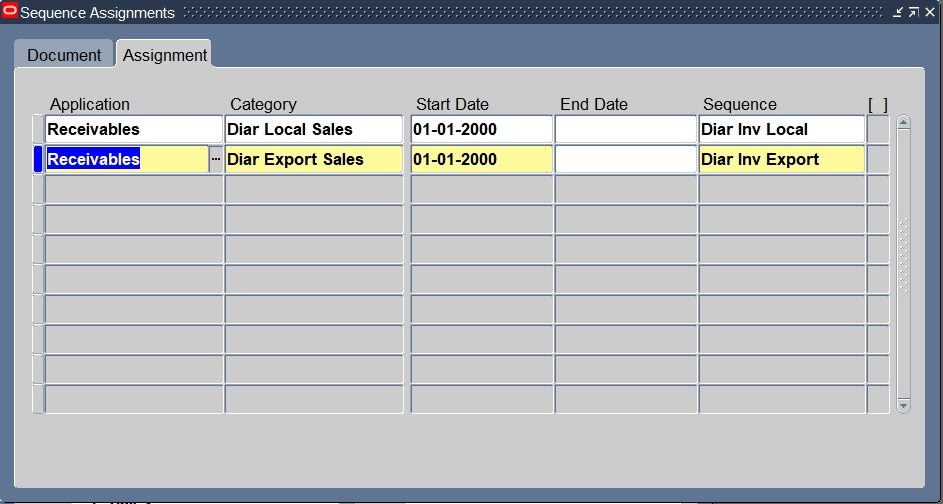 Sequence Assignments
Document Assignment
Application Category Start Date End Date Sequence [ ]
Receivables Diar Local Sales 01-01-2000 Diar Inv Local
Receivables ... Diar Export Sales 01-01-2000 Diar Inv Export